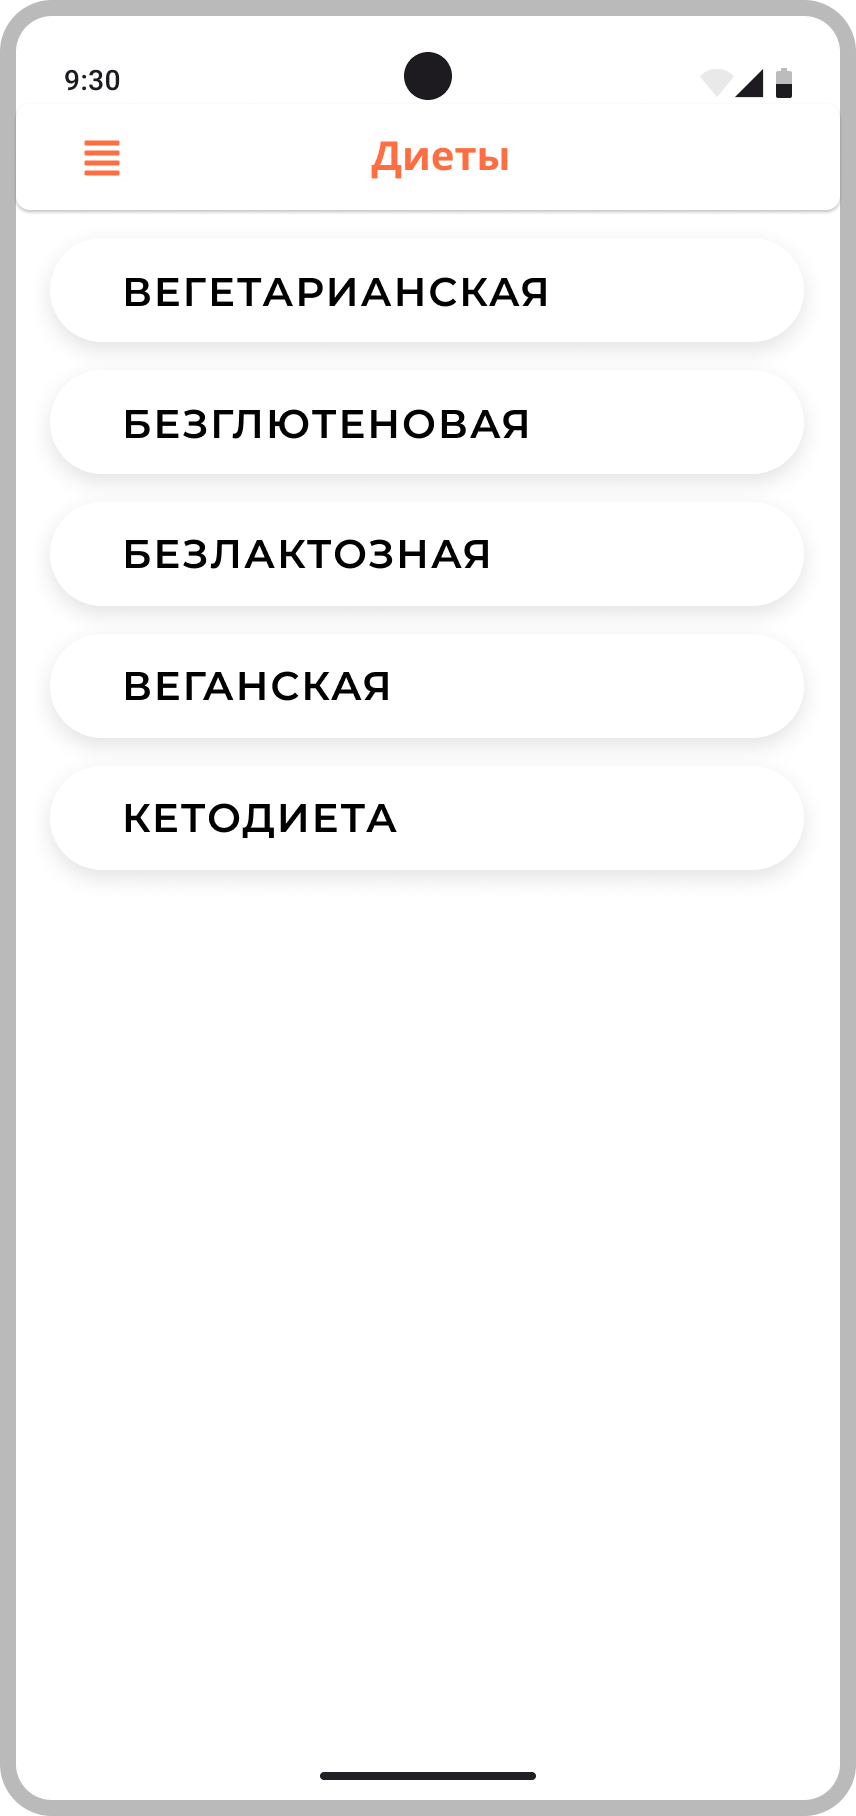 9:30
Диеты
ВЕГЕТАРИАНСКАЯ
БЕЗГЛЮТЕНОВАЯ
БЕЗЛАКТОЗНАЯ
ВЕГАНСКАЯ
КЕТОДИЕТА